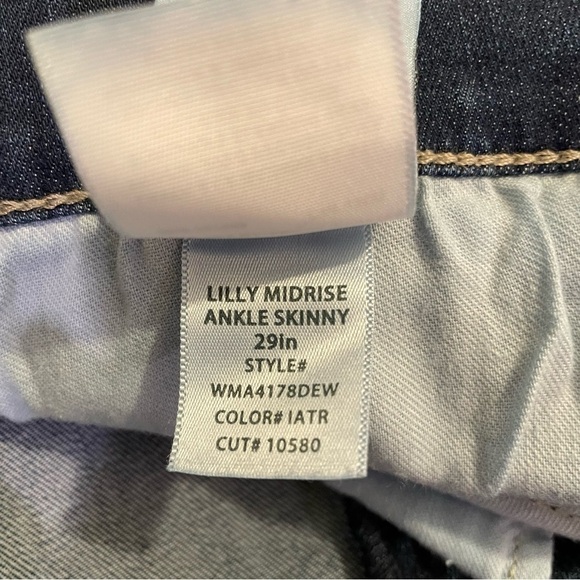 LILLY MIDRISE
ANKLE SKINNY
29in
STYLE#
WMA4178DEW
COLOR# IATR
CUT# 10580